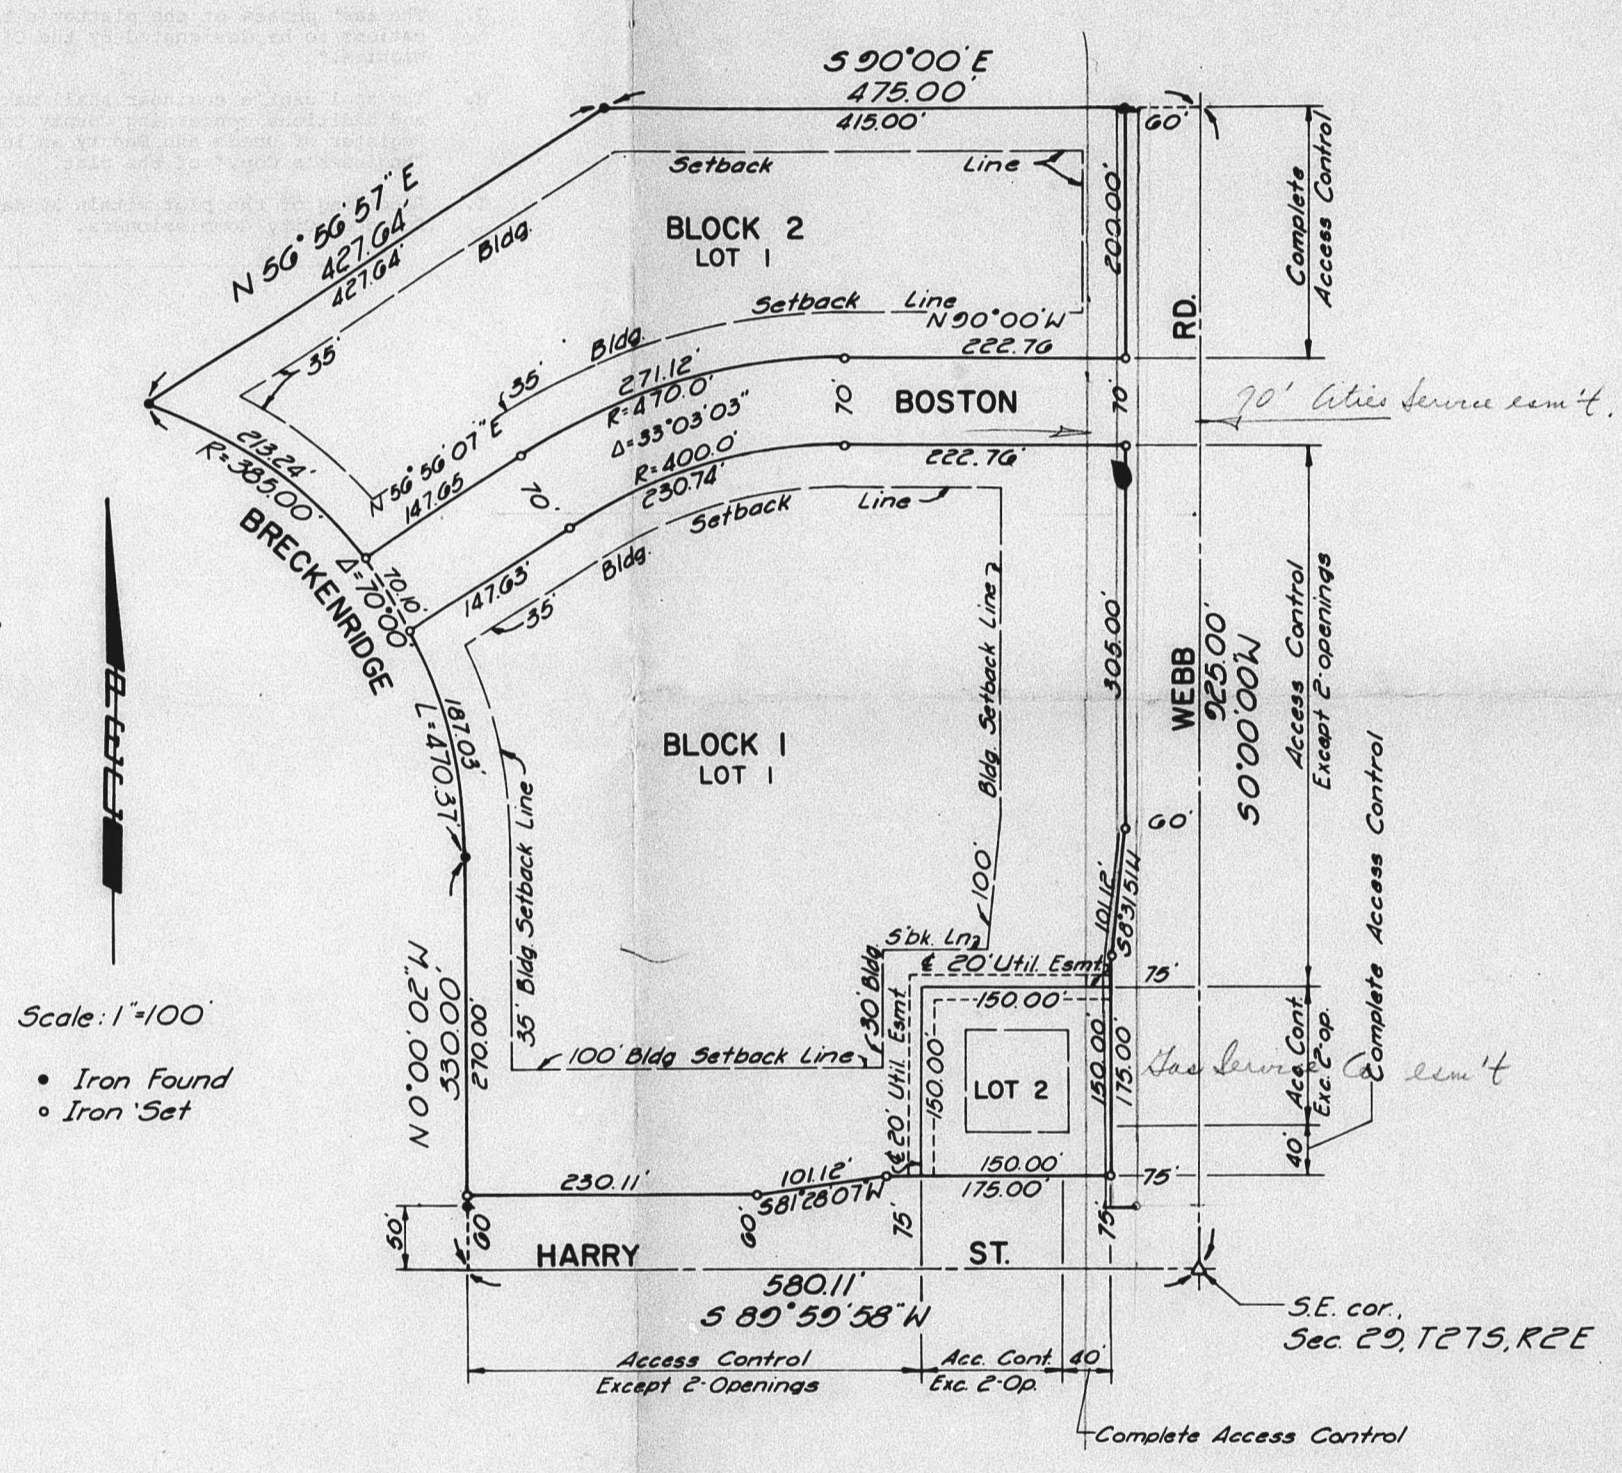 S 90°00' E
475.00'
415.00'
60'
Setback Line
N 56° 56' 57" E
427.64'
427.64'
Bldg.
BLOCK 2
LOT 1
200.00'
Complete
Access Control
RD.
35'
Setback Line
N 90°00' W
222.76
Bldg.
35'
271.12'
R=470.0'
Δ=33°03'03"
R=400.0'
230.74'
70'
BOSTON
70'
90' Cities Service esm't.
222.76'
213.24'
R=385.00'
N 56° 56' 07" E
147.65
70'
BRECKENRIDGE
Δ=70°00'
70.10'
147.63'
35'
Bldg.
Setback Line
Bldg. Setback Line
305.00'
WEBB
925.00'
S0°00'00"W
Access Control
Except 2-openings
187.03'
L=470.37'
BLOCK 1
LOT 1
35' Bldg. Setback Line
60'
100'
101.12'
S8°31'51"W
Complete Access Control
S'bk. Ln.
30' Bldg.
℄ 20' Util. Esmt.
75'
N 0°00'02" W
330.00'
270.00'
100' Bldg Setback Line
℄ 20' Util. Esmt
150.00'
150.00'
LOT 2
150.00'
175.00'
Gas Service Co esm't
Acc. Cont.
Exc. 2-op.
40'
Scale: 1"=100'
• Iron Found
o Iron Set
230.11'
101.12'
S81°28'07"W
150.00'
175.00'
75'
50'
60'
60'
75'
75'
HARRY ST.
580.11'
S 89°59'58" W
S.E. cor.,
Sec. 29, T27S, R2E
Access Control
Except 2-Openings
Acc. Cont.
Exc. 2-Op.
40'
Complete Access Control